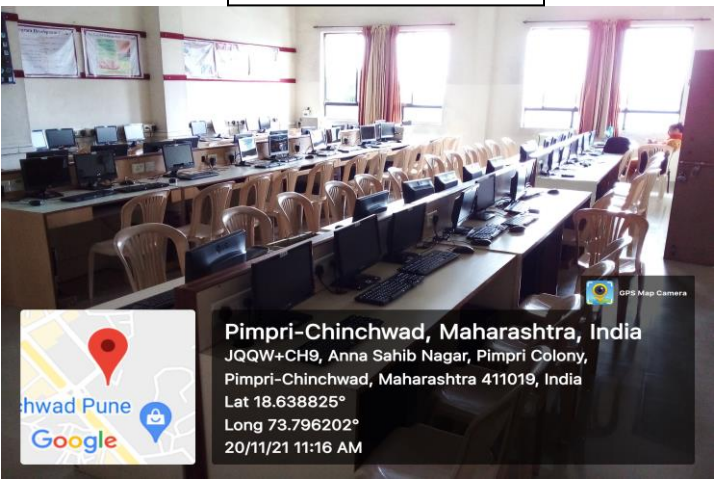 GPS Map Camera
Pimpri-Chinchwad, Maharashtra, India
JQQW+CH9, Anna Sahib Nagar, Pimpri Colony,
Pimpri-Chinchwad, Maharashtra 411019, India
Lat 18.638825°
Long 73.796202°
20/11/21 11:16 AM
hwad Pune
Google